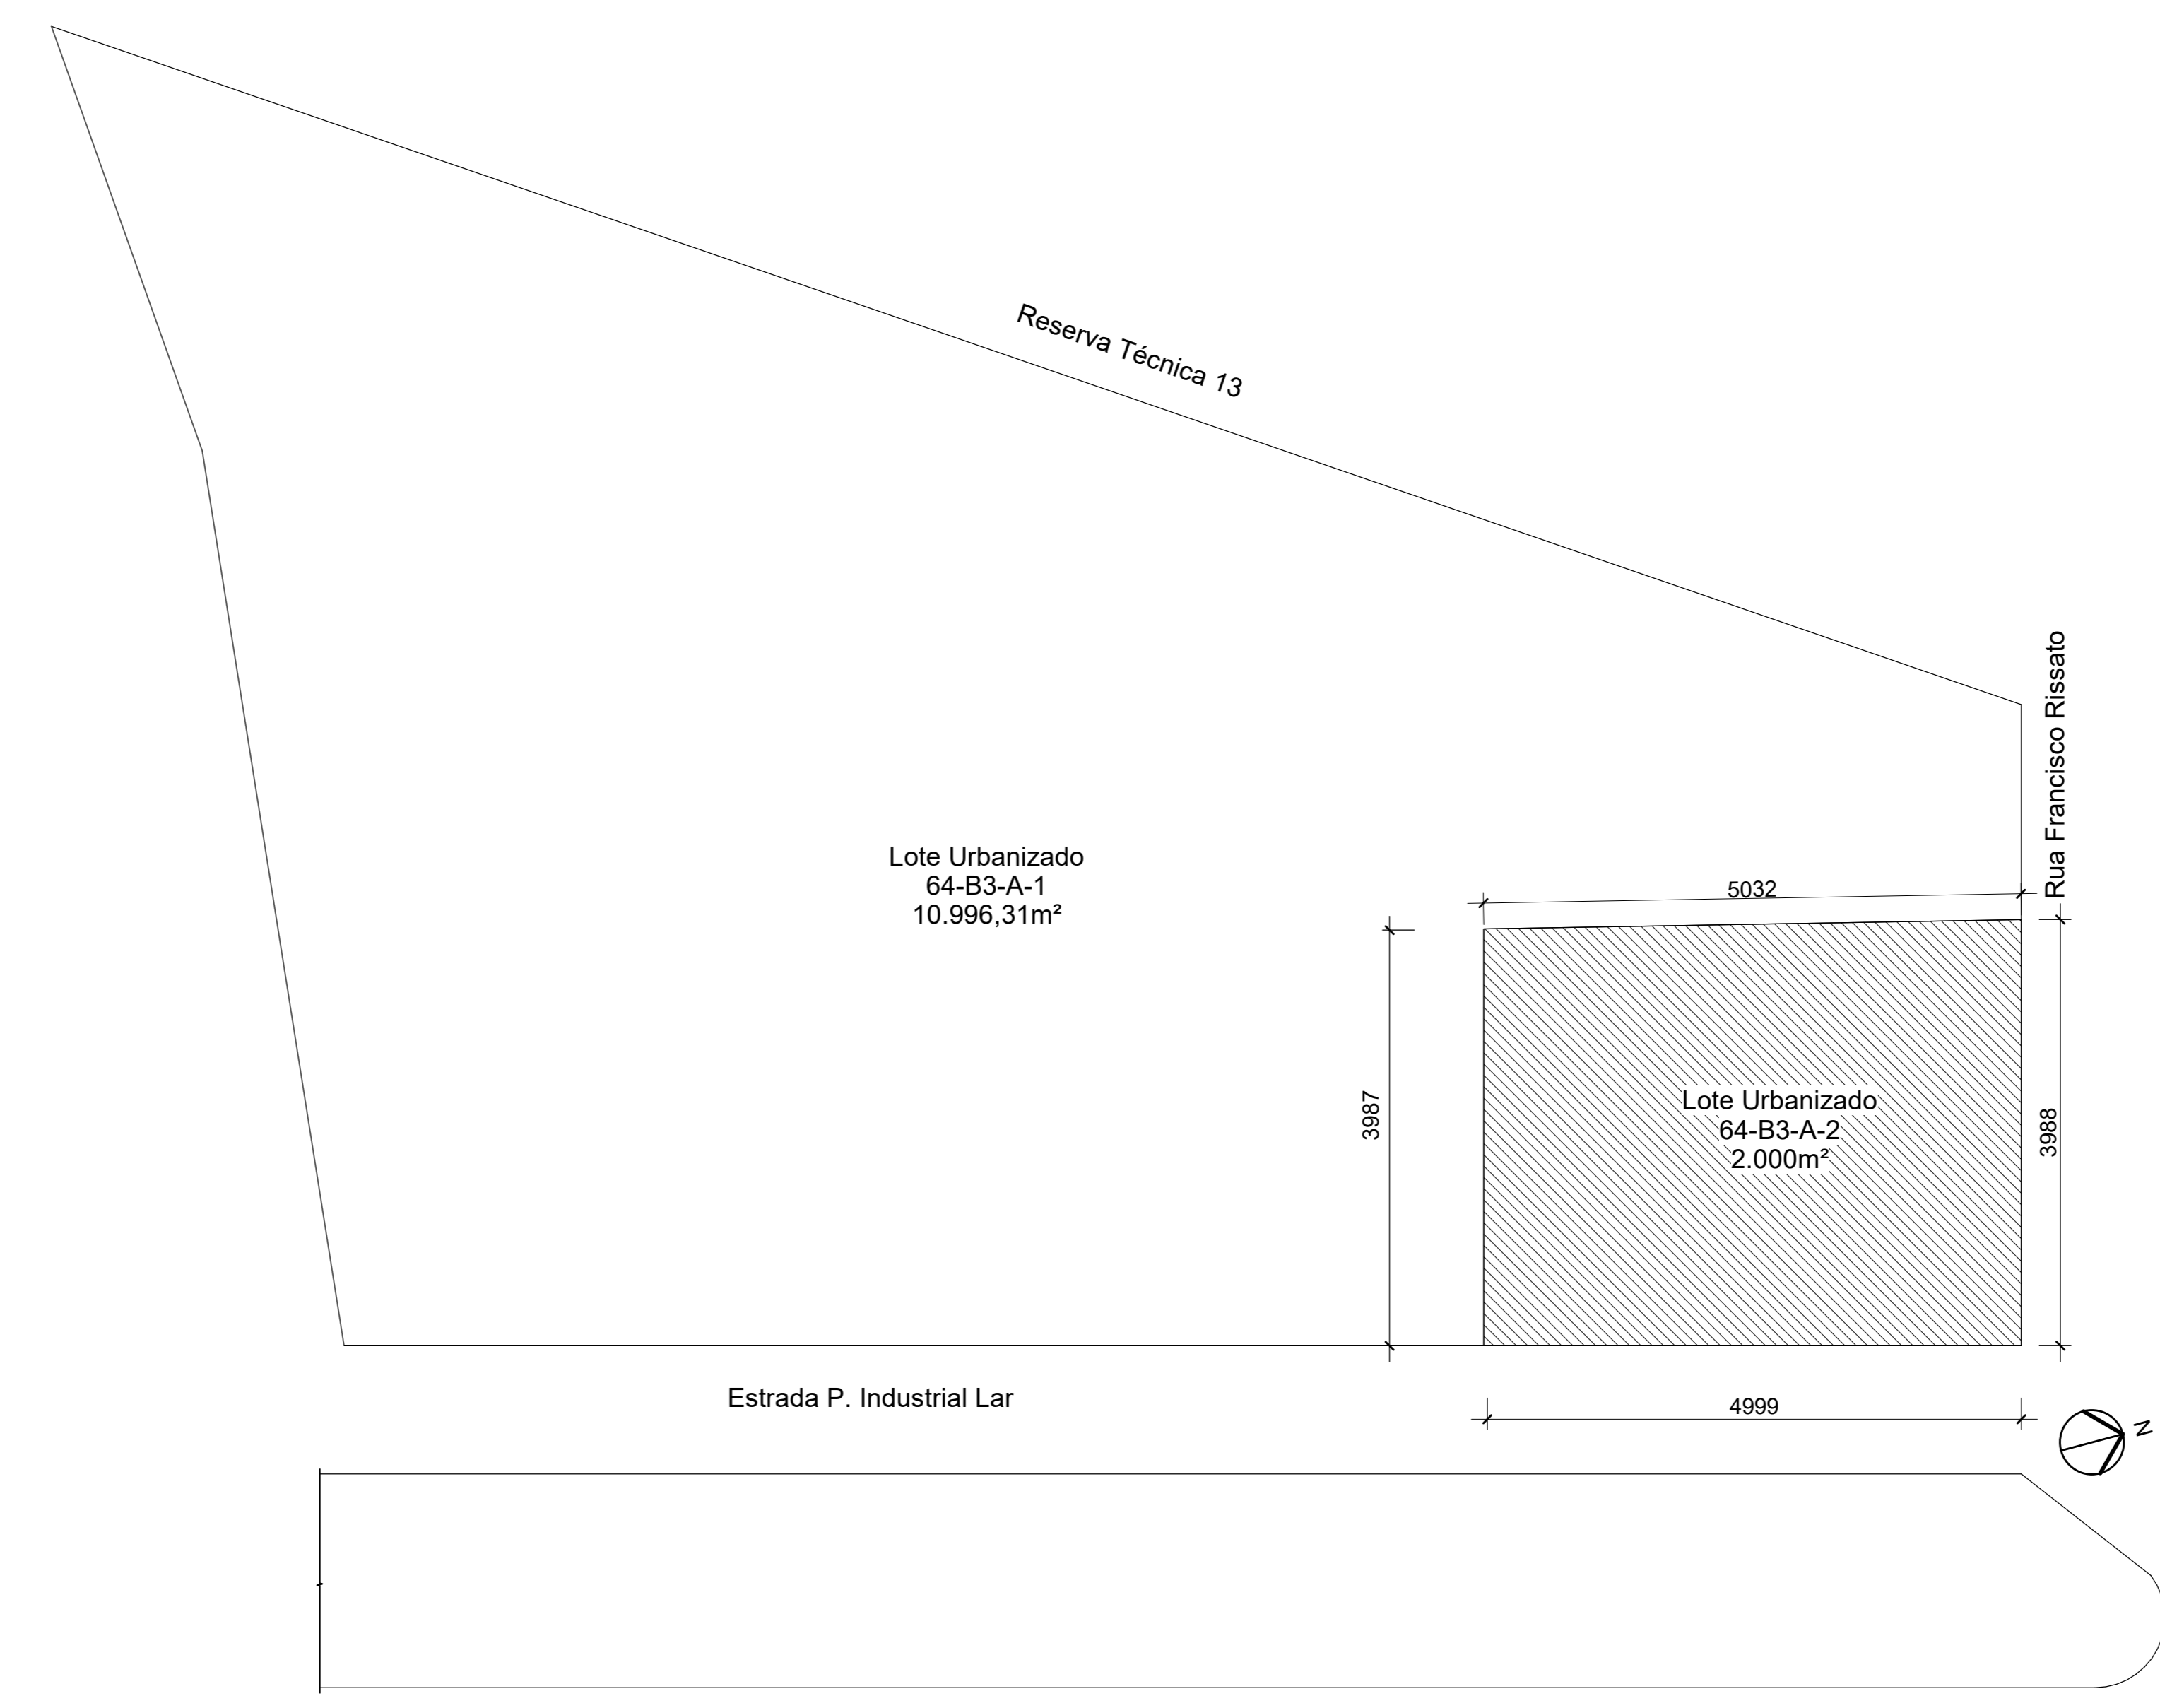 Reserva Técnica 13
Rua Francisco Rissato
Lote Urbanizado
64-B3-A-1
10.996,31m²
5032
3987
Lote Urbanizado
64-B3-A-2
2.000m²
3988
Estrada P. Industrial Lar
4999
N